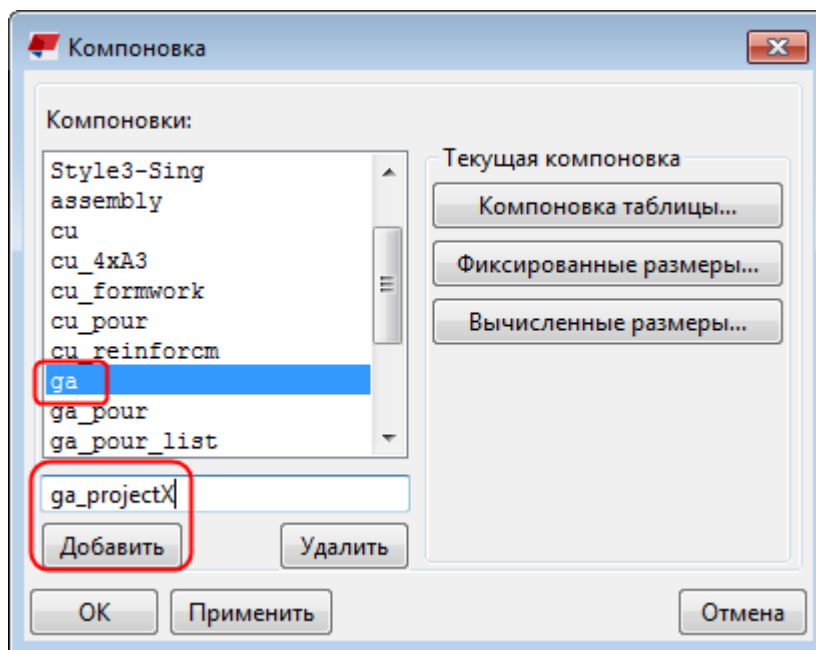 Компоновка
Компоновки:
Style3-Sing
assembly
cu
cu_4xA3
cu_formwork
cu_pour
cu_reinforcm
ga
ga_pour
ga_pour_list
ga_projectX
Добавить
Удалить
Текущая компоновка
Компоновка таблицы...
Фиксированные размеры...
Вычисленные размеры...
ОК
Применить
Отмена